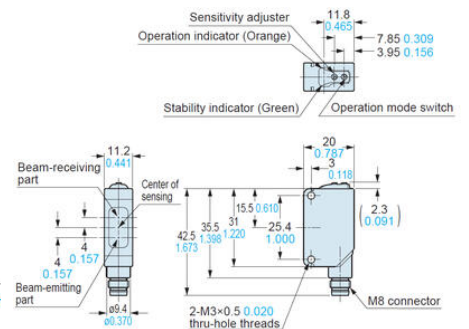 Sensitivity adjuster
Operation indicator (Orange)
11.8
0.465
7.85 0.309
3.95 0.156
Stability indicator (Green)
Operation mode switch
11.2
0.441
Beam-receiving
part
Center of
sensing
4
0.157
4
0.157
Beam-emitting
part
ø9.4
ø0.370
20
0.787
3
0.118
42.5
1.673
35.5
1.398
31
1.220
15.5 0.610
25.4
1.000
( 2.3
0.091 )
2-M3×0.5 0.020
thru-hole threads
M8 connector